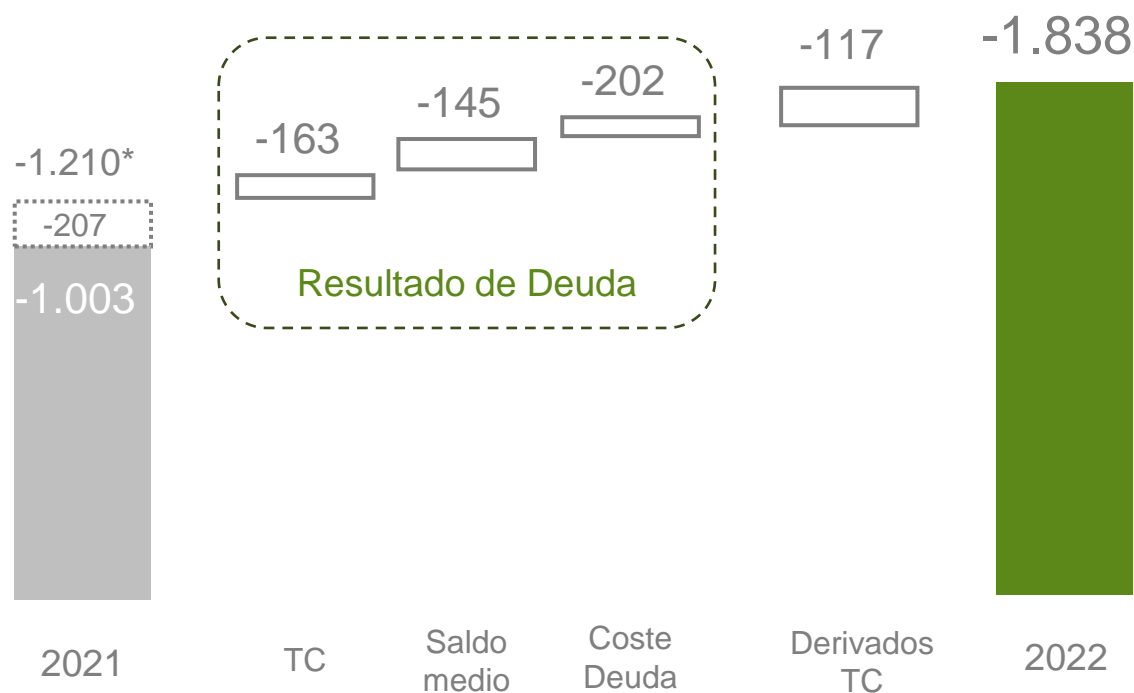 -1.210*
-207
-1.003
-163
-145
-202
Resultado de Deuda
-117
-1.838
2021
TC
Saldo
medio
Coste
Deuda
Derivados
TC
2022